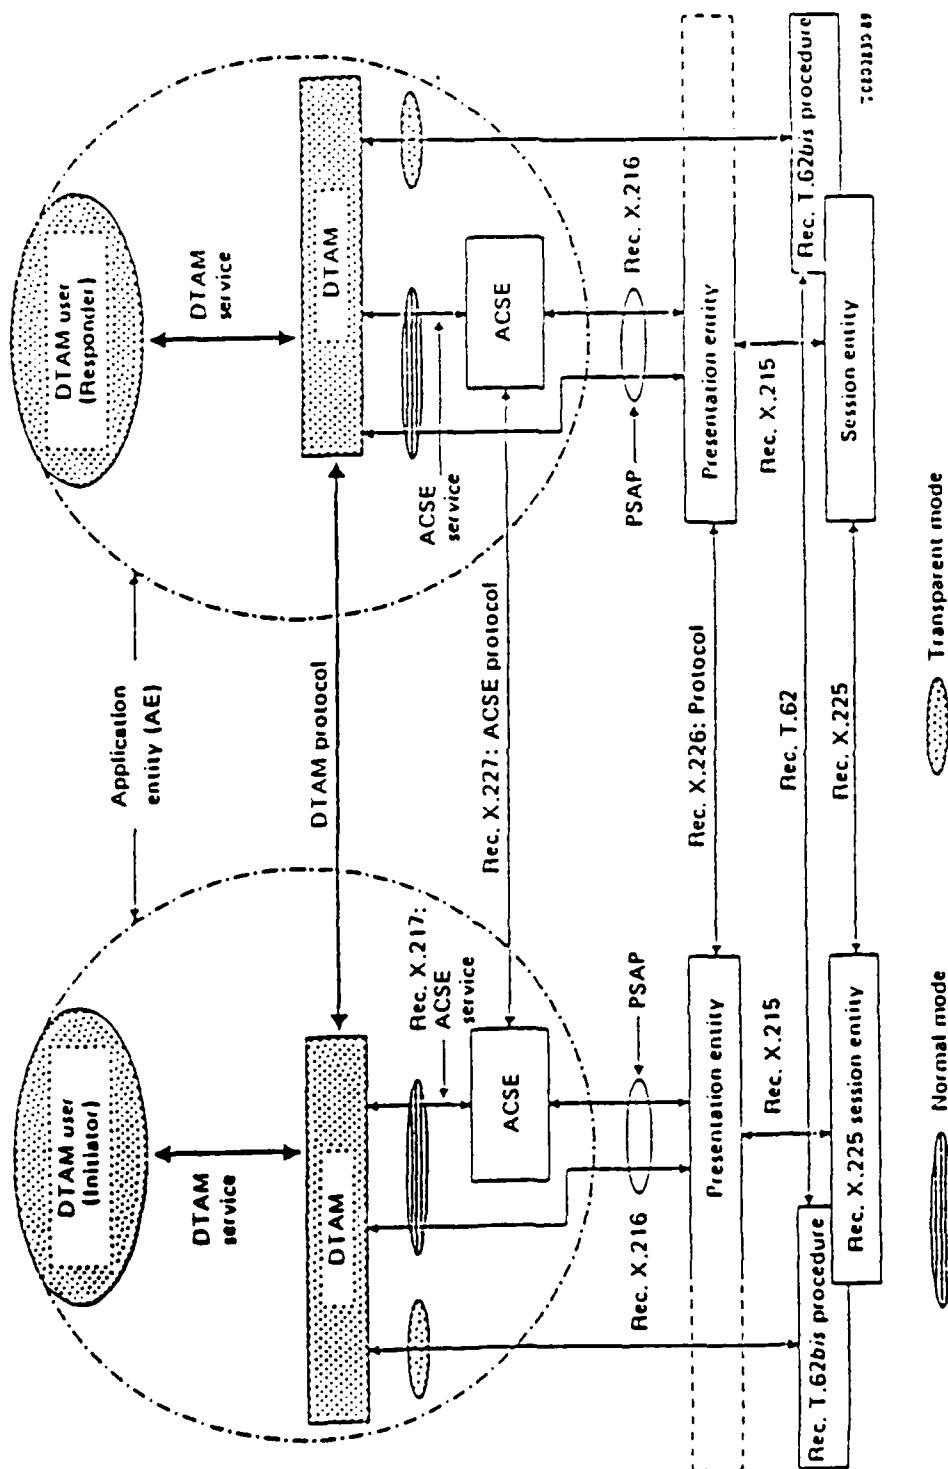 DTAM user
(Initiator)
DTAM user
(Responder)
Application
entity (AE)
DTAM
service
DTAM
service
DTAM
DTAM protocol
DTAM
Rec. X.217:
ACSE
service
ACSE
service
ACSE
Rec. X.227: ACSE protocol
ACSE
Rec. X.216
PSAP
PSAP
Rec. X.216
Presentation entity
Rec. X.226: Protocol
Presentation entity
Rec. X.215
Rec. X.215
Rec. T.62bis procedure
Rec. T.62
Rec. T.62bis procedure
Rec. X.225 session entity
Rec. X.225
Session entity
Normal mode
Transparent mode